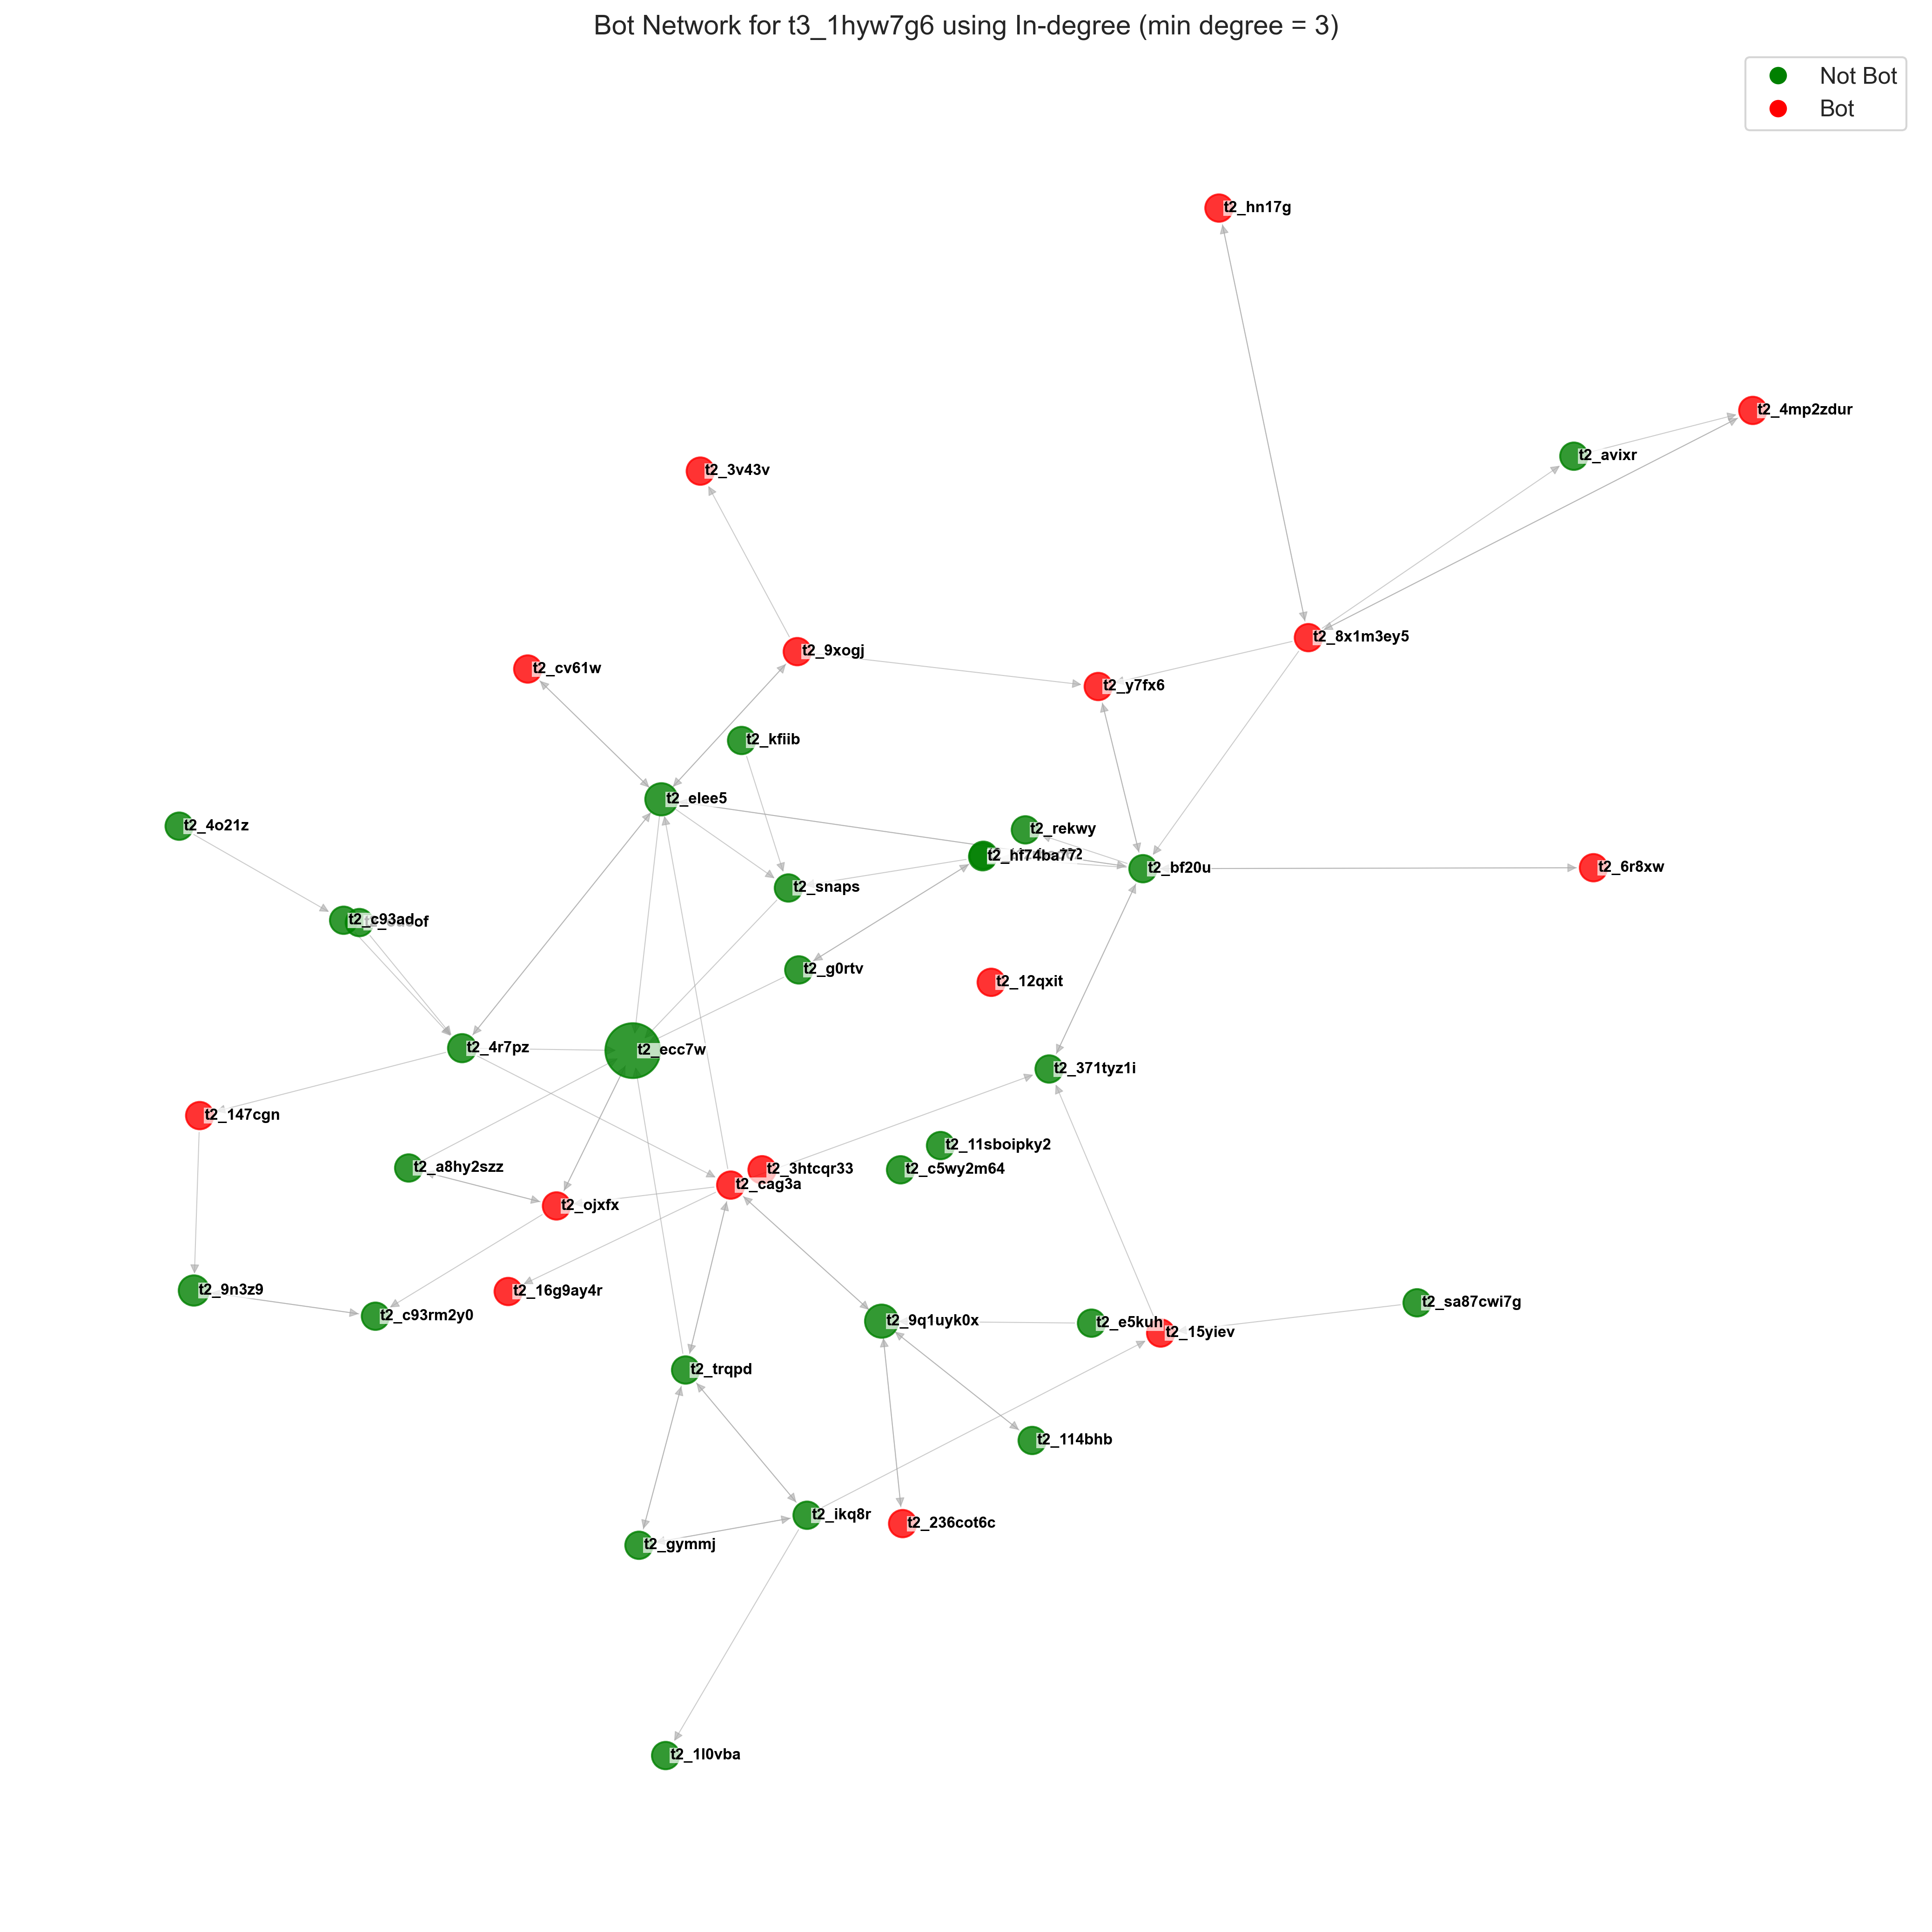 Bot Network for t3_1hyw7g6 using In-degree (min degree = 3)
Not Bot
Bot
t2_hn17g
t2_4mp2zdur
t2_avixr
t2_3v43v
t2_8x1m3ey5
t2_9xogj
t2_cv61w
t2_y7fx6
t2_kfiib
t2_elee5
t2_4o21z
t2_rekwy
t2_hf74ba772
t2_bf20u
t2_6r8xw
t2_snaps
t2_c93ad
t2_g0rtv
t2_12qxit
t2_4r7pz
t2_ecc7w
t2_371tyz1i
t2_147cgn
t2_11sboipky2
t2_a8hy2szz
t2_3htcqr33
t2_c5wy2m64
t2_cag3a
t2_ojxfx
t2_9n3z9
t2_16g9ay4r
t2_c93rm2y0
t2_sa87cwi7g
t2_9q1uyk0x
t2_e5kuh
t2_15yiev
t2_trqpd
t2_114bhb
t2_ikq8r
t2_236cot6c
t2_gymmj
t2_1l0vba